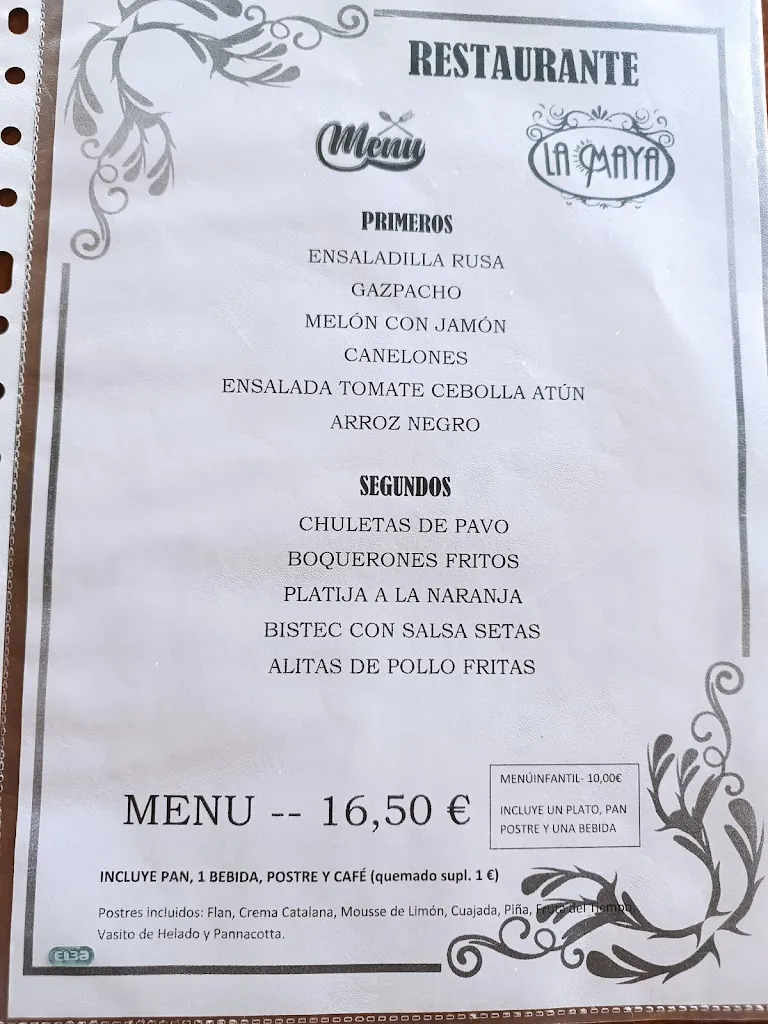 RESTAURANTE
Menu
LA MAYA
PRIMEROS
ENSALADILLA RUSA
GAZPACHO
MELÓN CON JAMÓN
CANELONES
ENSALADA TOMATE CEBOLLA ATÚN
ARROZ NEGRO
SEGUNDOS
CHULETAS DE PAVO
BOQUERONES FRITOS
PLATIJA A LA NARANJA
BISTEC CON SALSA SETAS
ALITAS DE POLLO FRITAS
MENU -- 16,50 €
MENÚINFANTIL- 10,00€
INCLUYE UN PLATO, PAN
POSTRE Y UNA BEBIDA
INCLUYE PAN, 1 BEBIDA, POSTRE Y CAFÉ (quemado supl. 1 €)
Postres incluidos: Flan, Crema Catalana, Mousse de Limón, Cuajada, Piña, Fruta del Tiempo,
Vasito de Helado y Pannacotta.
ELBA